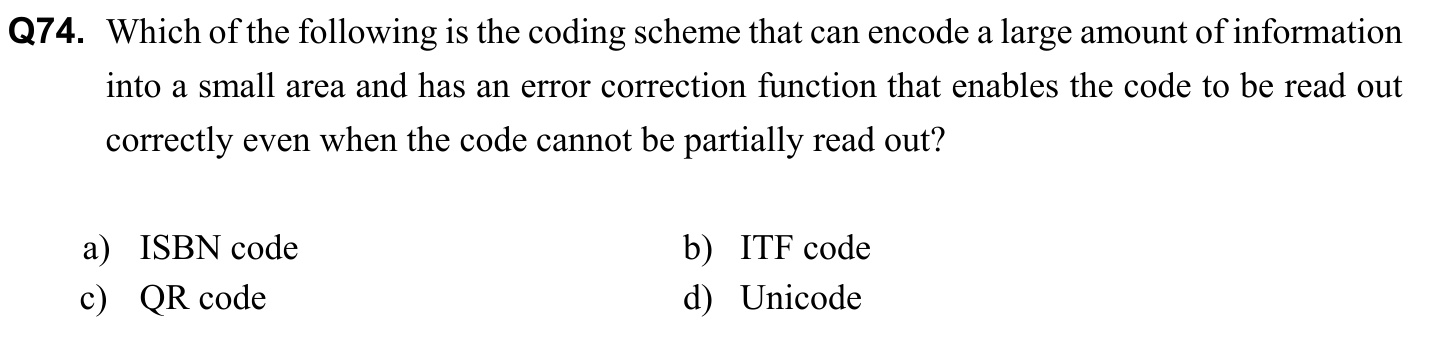 Q74. Which of the following is the coding scheme that can encode a large amount of information
into a small area and has an error correction function that enables the code to be read out
correctly even when the code cannot be partially read out?
a) ISBN code b) ITF code
c) QR code d) Unicode